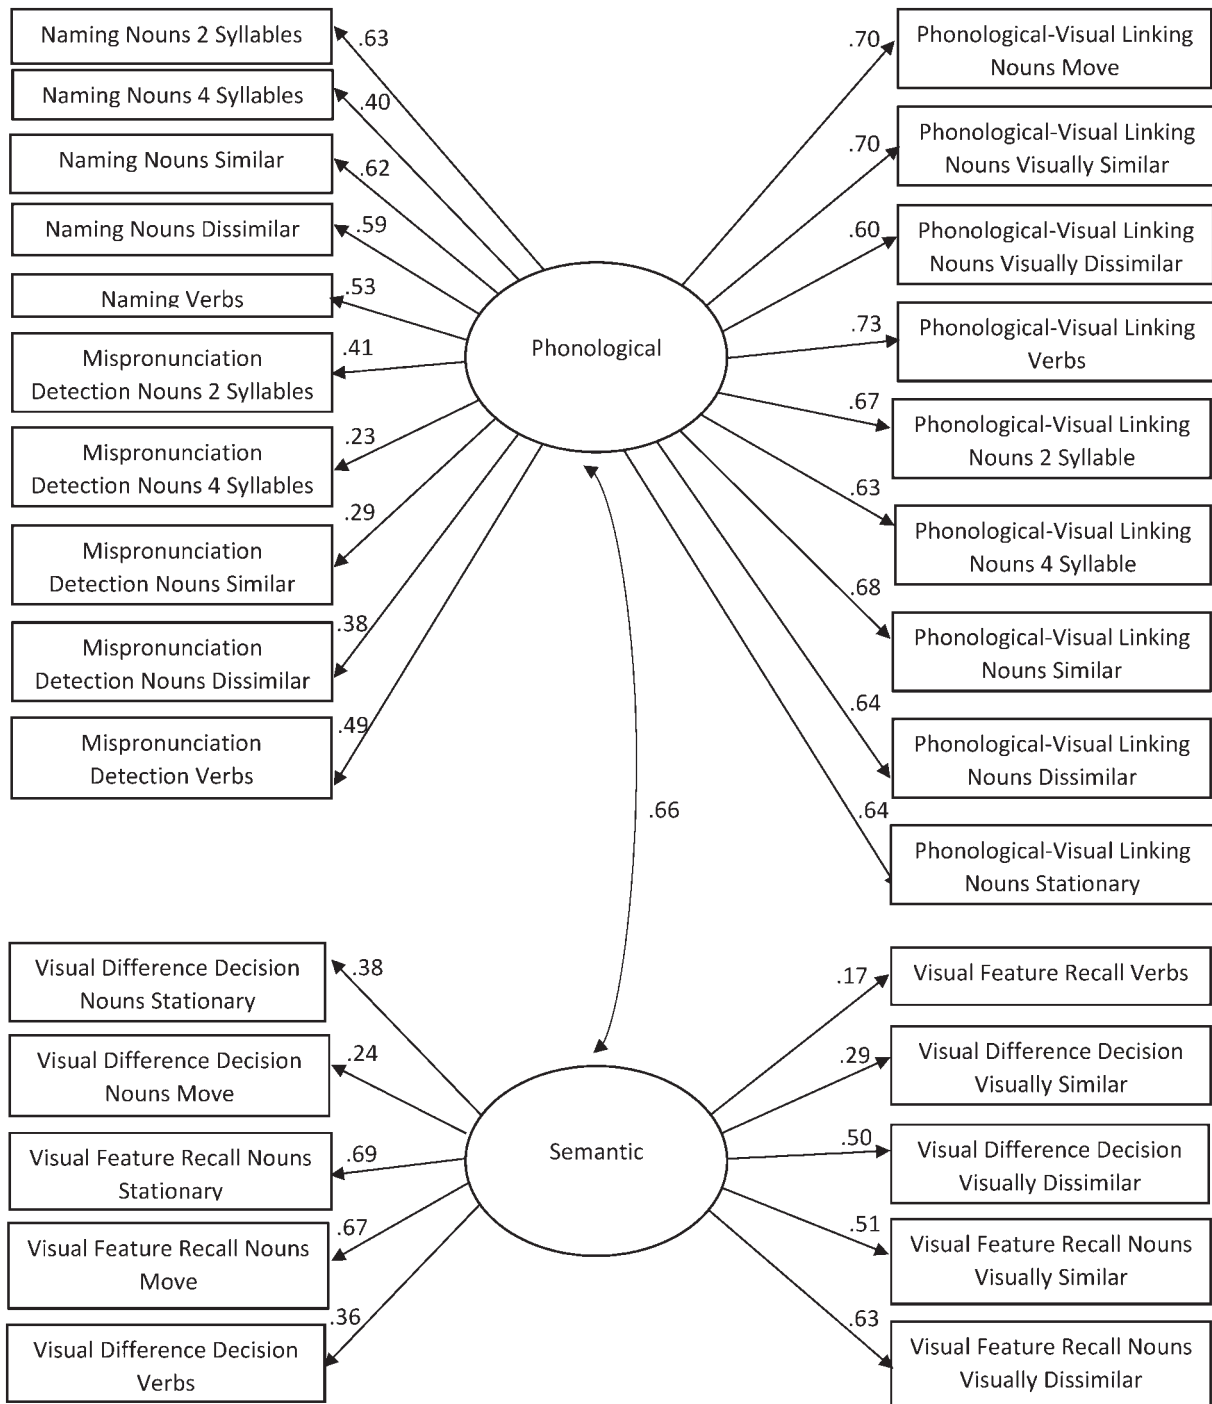 Naming Nouns 2 Syllables
.63
Naming Nouns 4 Syllables
.40
Naming Nouns Similar
.62
Naming Nouns Dissimilar
.59
Naming Verbs
.53
Mispronunciation
Detection Nouns 2 Syllables
.41
Mispronunciation
Detection Nouns 4 Syllables
.23
Mispronunciation
Detection Nouns Similar
.29
Mispronunciation
Detection Nouns Dissimilar
.38
Mispronunciation
Detection Verbs
.49
Phonological
.70
Phonological-Visual Linking
Nouns Move
.70
Phonological-Visual Linking
Nouns Visually Similar
.60
Phonological-Visual Linking
Nouns Visually Dissimilar
.73
Phonological-Visual Linking
Verbs
.67
Phonological-Visual Linking
Nouns 2 Syllable
.63
Phonological-Visual Linking
Nouns 4 Syllable
.68
Phonological-Visual Linking
Nouns Similar
.64
Phonological-Visual Linking
Nouns Dissimilar
.64
Phonological-Visual Linking
Nouns Stationary
.66
Visual Difference Decision
Nouns Stationary
.38
Visual Difference Decision
Nouns Move
.24
Visual Feature Recall Nouns
Stationary
.69
Visual Feature Recall Nouns
Move
.67
Visual Difference Decision
Verbs
.36
Semantic
.17
Visual Feature Recall Verbs
.29
Visual Difference Decision
Visually Similar
.50
Visual Difference Decision
Visually Dissimilar
.51
Visual Feature Recall Nouns
Visually Similar
.63
Visual Feature Recall Nouns
Visually Dissimilar